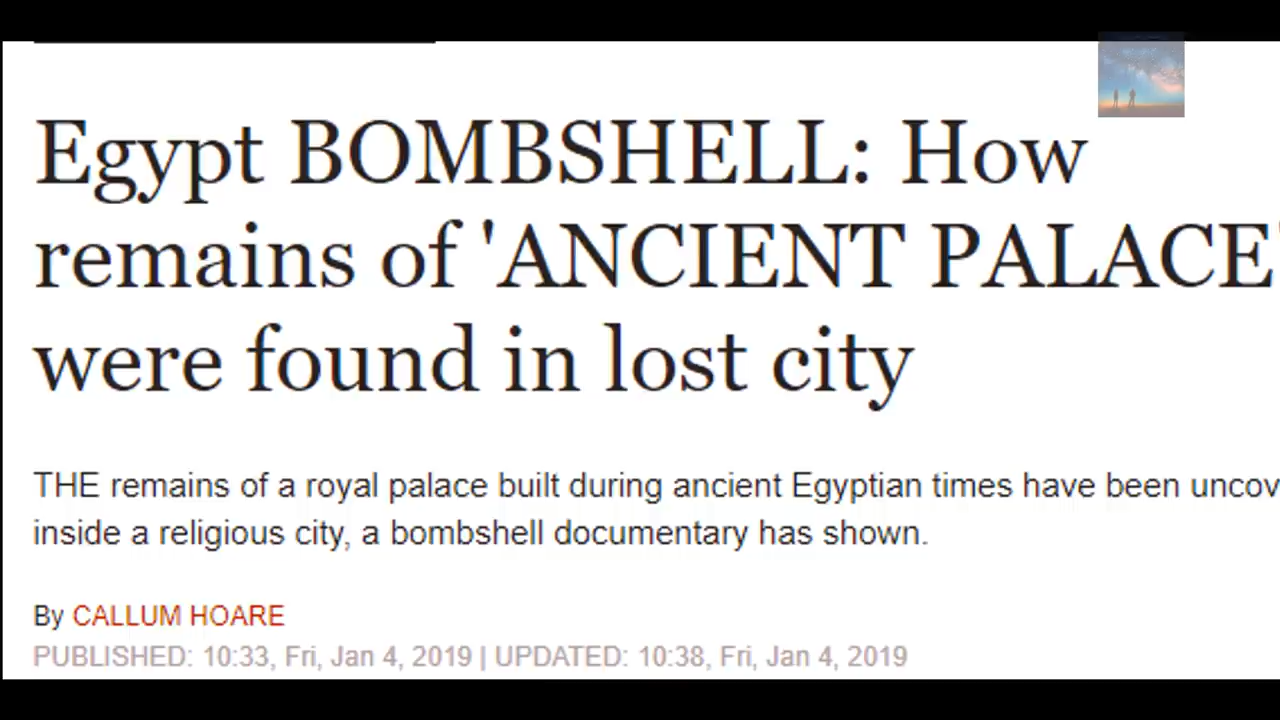 Egypt BOMBSHELL: How
remains of 'ANCIENT PALACE'
were found in lost city
THE remains of a royal palace built during ancient Egyptian times have been uncov
inside a religious city, a bombshell documentary has shown.
By CALLUM HOARE
PUBLISHED: 10:33, Fri, Jan 4, 2019 | UPDATED: 10:38, Fri, Jan 4, 2019